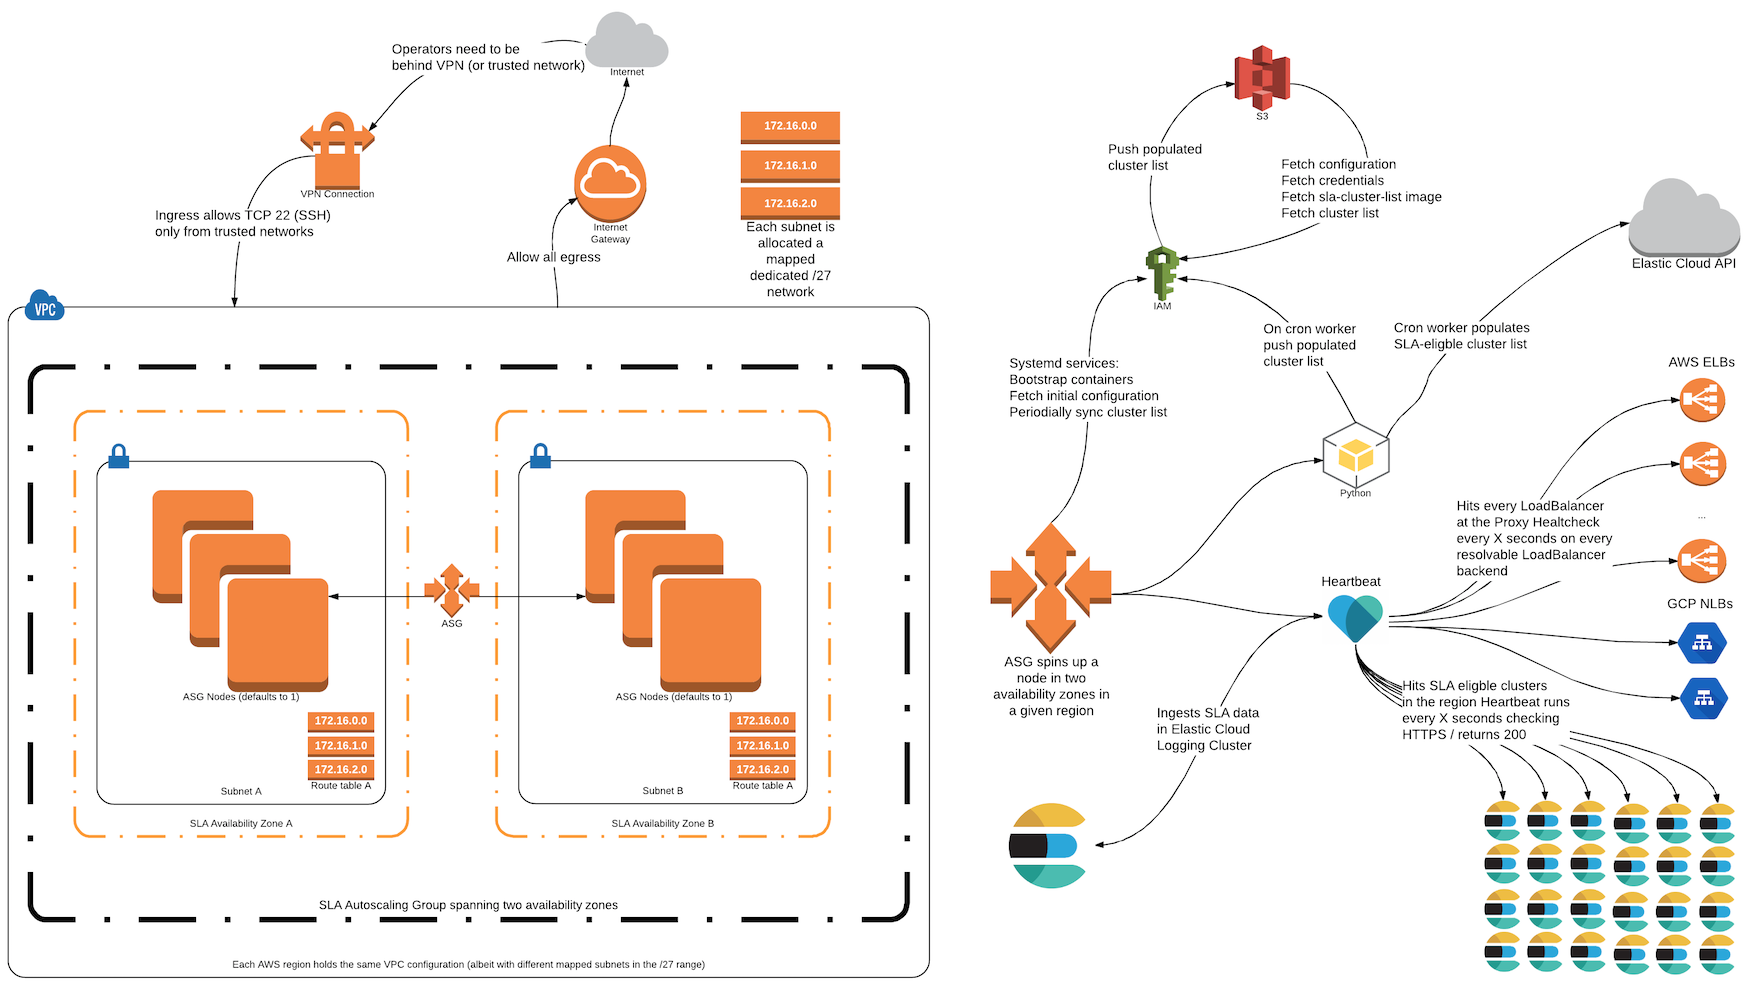 Operators need to be
behind VPN (or trusted network)
Internet
VPN Connection
Ingress allows TCP 22 (SSH)
only from trusted networks
Internet
Gateway
Allow all egress
172.16.0.0
172.16.1.0
172.16.2.0
Each subnet is
allocated a
mapped
dedicated /27
network
VPC
ASG Nodes (defaults to 1)
172.16.0.0
172.16.1.0
172.16.2.0
Route table A
Subnet A
SLA Availability Zone A
ASG
ASG Nodes (defaults to 1)
172.16.0.0
172.16.1.0
172.16.2.0
Route table A
Subnet B
SLA Availability Zone B
SLA Autoscaling Group spanning two availability zones
Each AWS region holds the same VPC configuration (albeit with different mapped subnets in the /27 range)
S3
Push populated
cluster list
Fetch configuration
Fetch credentials
Fetch sla-cluster-list image
Fetch cluster list
IAM
Elastic Cloud API
On cron worker
push populated
cluster list
Cron worker populates
SLA-eligble cluster list
Systemd services:
Bootstrap containers
Fetch initial configuration
Periodially sync cluster list
Python
AWS ELBs
...
Hits every LoadBalancer
at the Proxy Healtcheck
every X seconds on every
resolvable LoadBalancer
backend
GCP NLBs
Heartbeat
ASG spins up a
node in two
availability zones in
a given region
Ingests SLA data
in Elastic Cloud
Logging Cluster
Hits SLA eligble clusters
in the region Heartbeat runs
every X seconds checking
HTTPS / returns 200